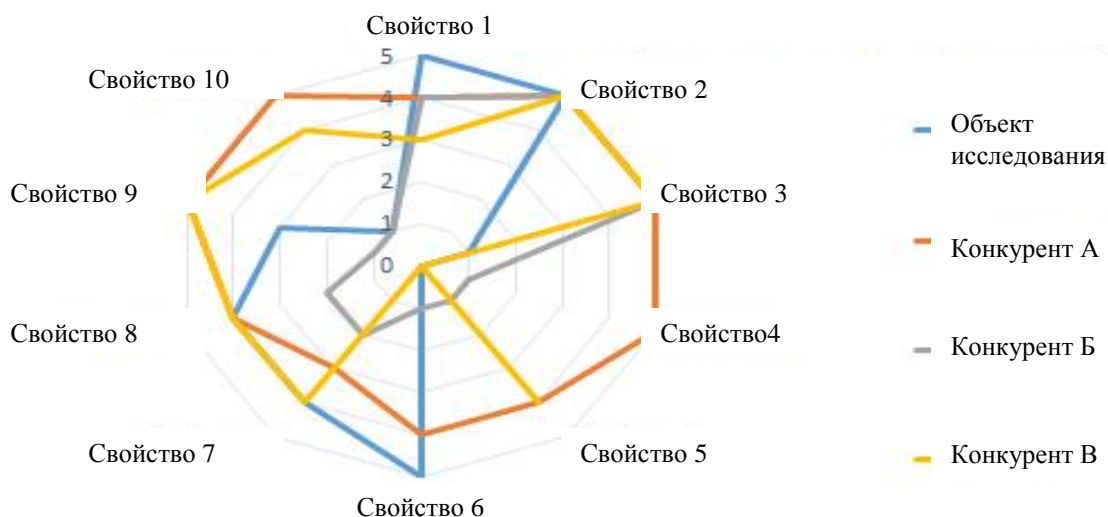 Свойство 1
5
Свойство 10
Свойство 2
4
3
Свойство 9
Свойство 3
2
1
0
Свойство 8
Свойство4
Свойство 7
Свойство 5
Свойство 6
Объект
исследования
Конкурент А
Конкурент Б
Конкурент В